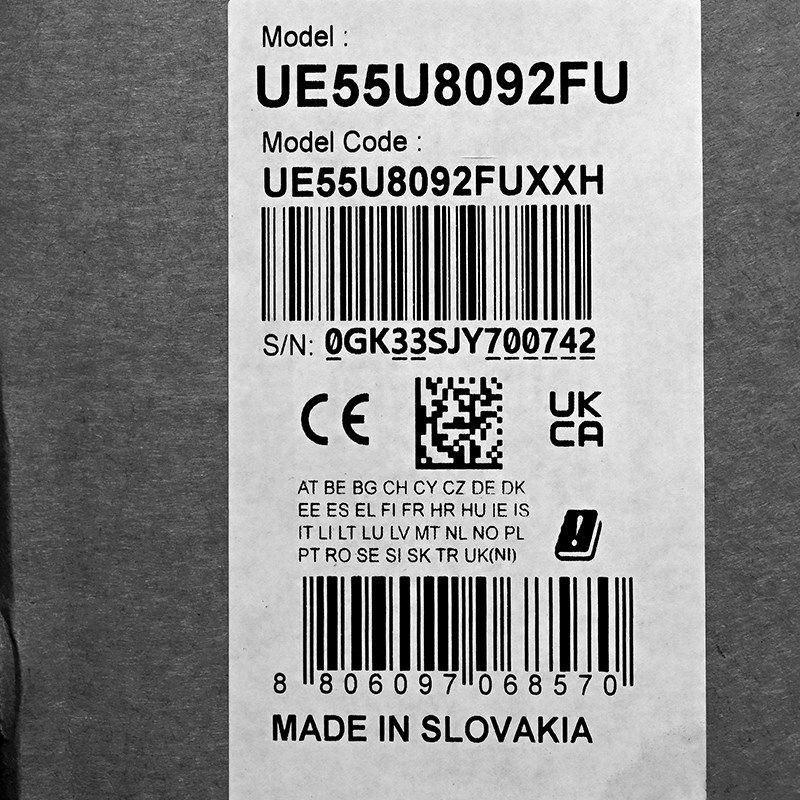 Model :
UE55U8092FU
Model Code :
UE55U8092FUXXH
S/N: 0GK33SJY700742
CE
UK
CA
AT BE BG CH CY CZ DE DK
EE ES EL FI FR HR HU IE IS
IT LI LT LU LV MT NL NO PL
PT RO SE SI SK TR UK(NI)
8 806097 068570
MADE IN SLOVAKIA